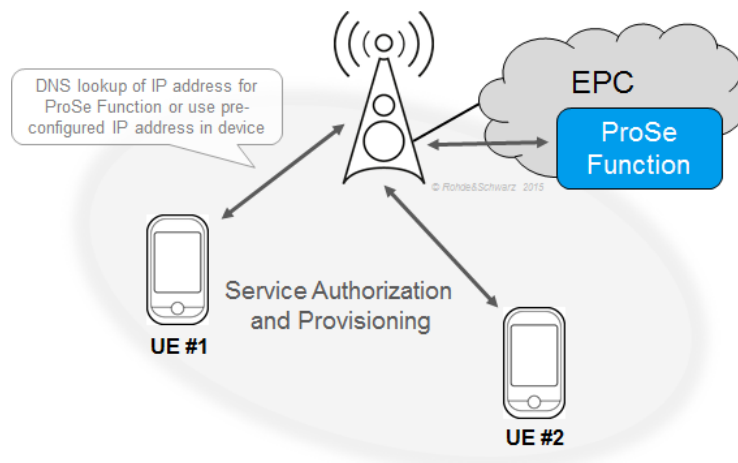 DNS lookup of IP address for
ProSe Function or use pre-
configured IP address in device
EPC
ProSe
Function
© Rohde&Schwarz 2015
Service Authorization
and Provisioning
UE #1
UE #2